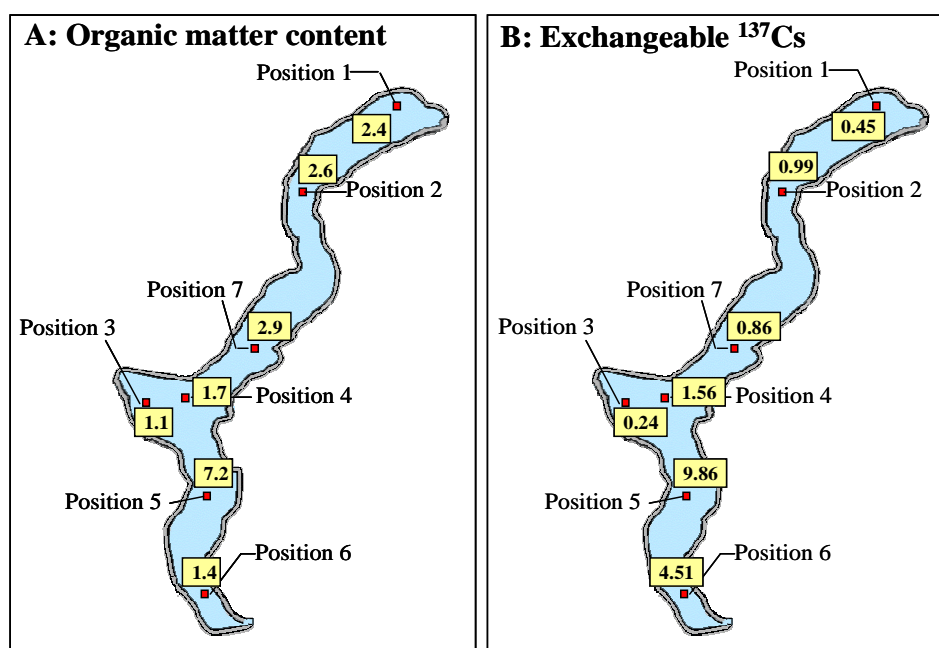 A: Organic matter content
Position 1
2.4
2.6
Position 2
Position 7
2.9
Position 3
1.7
Position 4
1.1
7.2
Position 5
Position 6
1.4
B: Exchangeable ¹³⁷Cs
Position 1
0.45
0.99
Position 2
Position 7
0.86
Position 3
1.56
Position 4
0.24
9.86
Position 5
Position 6
4.51